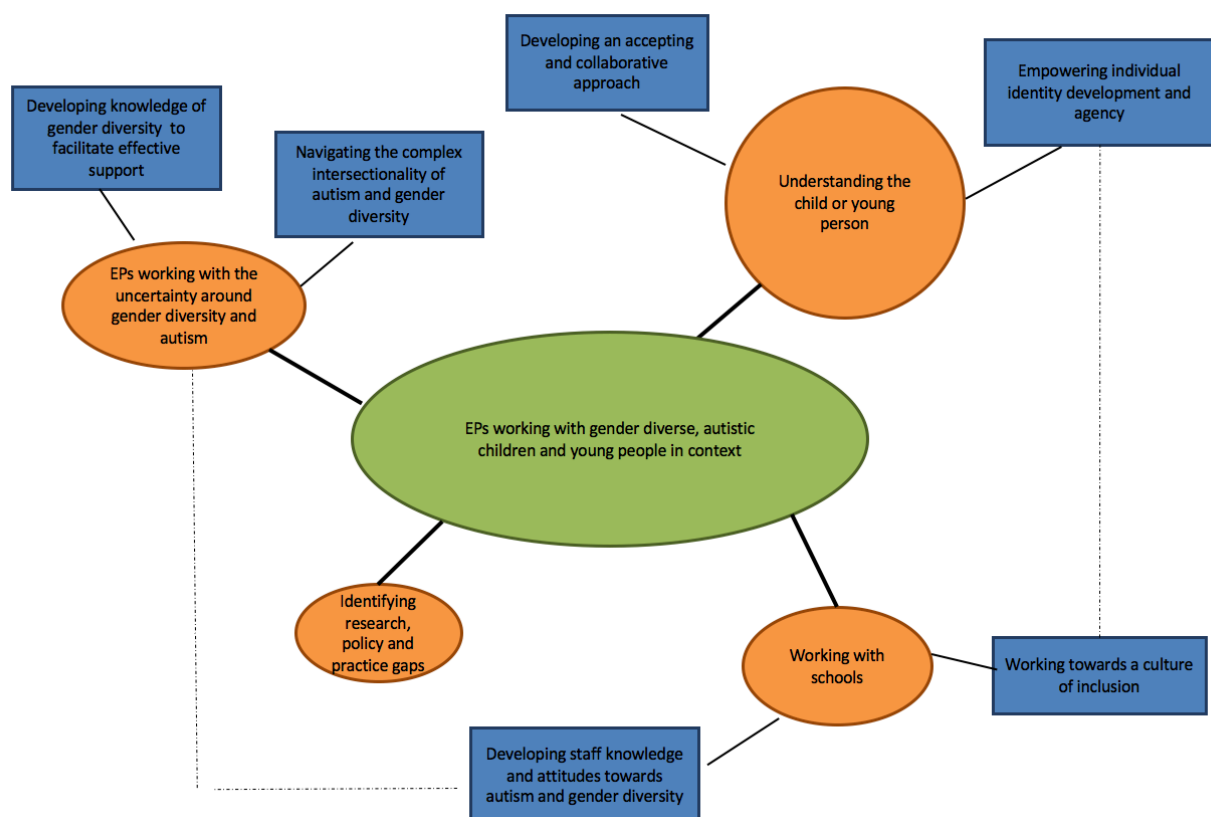 Developing an accepting
and collaborative
approach
Empowering individual
identity development and
agency
Developing knowledge of
gender diversity to
facilitate effective
support
Navigating the complex
intersectionality of
autism and gender
diversity
Understanding the
child or young
person
EPs working with the
uncertainty around
gender diversity and
autism
EPs working with gender diverse, autistic
children and young people in context
Identifying
research,
policy and
practice gaps
Working with
schools
Working towards a culture
of inclusion
Developing staff knowledge
and attitudes towards
autism and gender diversity